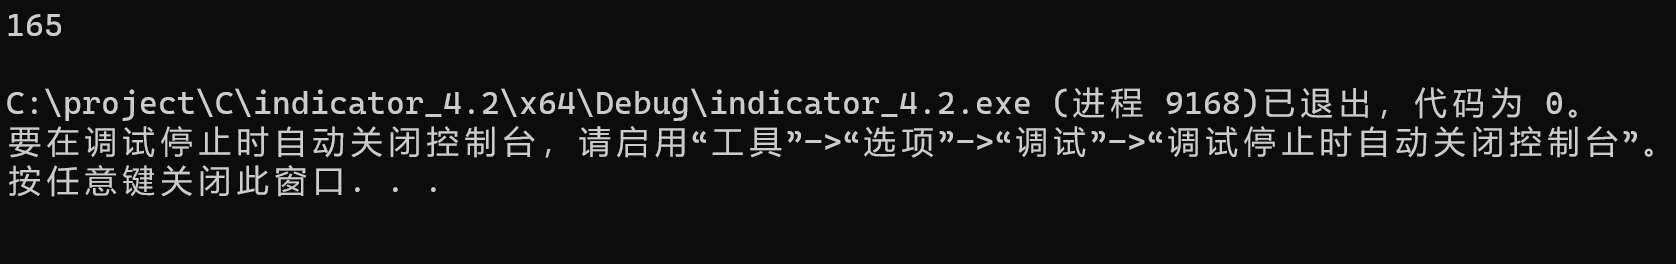 165
C:\project\C\indicator_4.2\x64\Debug\indicator_4.2.exe (进程 9168)已退出，代码为 0。
要在调试停止时自动关闭控制台，请启用“工具”->“选项”->“调试”->“调试停止时自动关闭控制台”。
按任意键关闭此窗口. . .